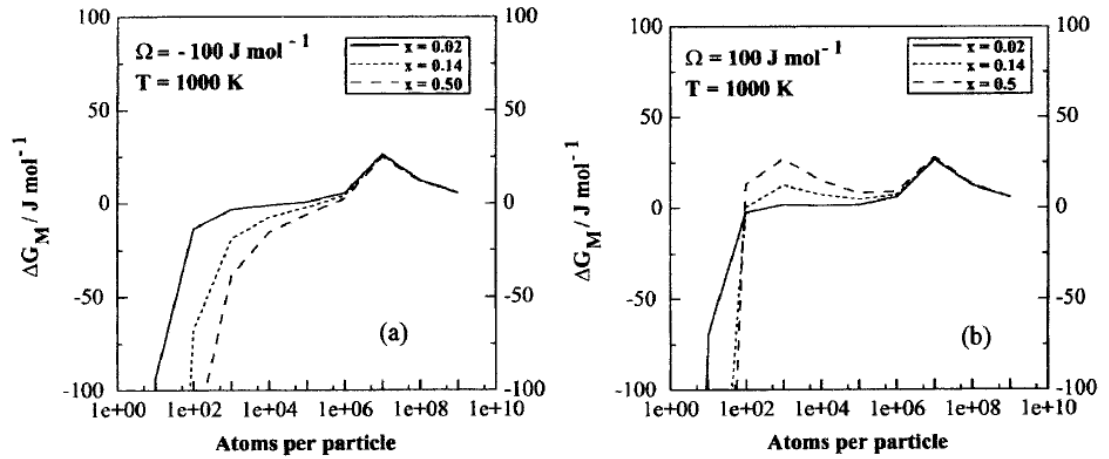 Ω = - 100 J mol⁻¹
T = 1000 K
x = 0.02
x = 0.14
x = 0.50
100
50
0
-50
-100
100
50
0
-50
-100
ΔG_M / J mol⁻¹
(a)
1e+00 1e+02 1e+04 1e+06 1e+08 1e+10
Atoms per particle
Ω = 100 J mol⁻¹
T = 1000 K
x = 0.02
x = 0.14
x = 0.5
100
50
0
-50
-100
100
50
0
-50
-100
ΔG_M / J mol⁻¹
(b)
1e+00 1e+02 1e+04 1e+06 1e+08 1e+10
Atoms per particle